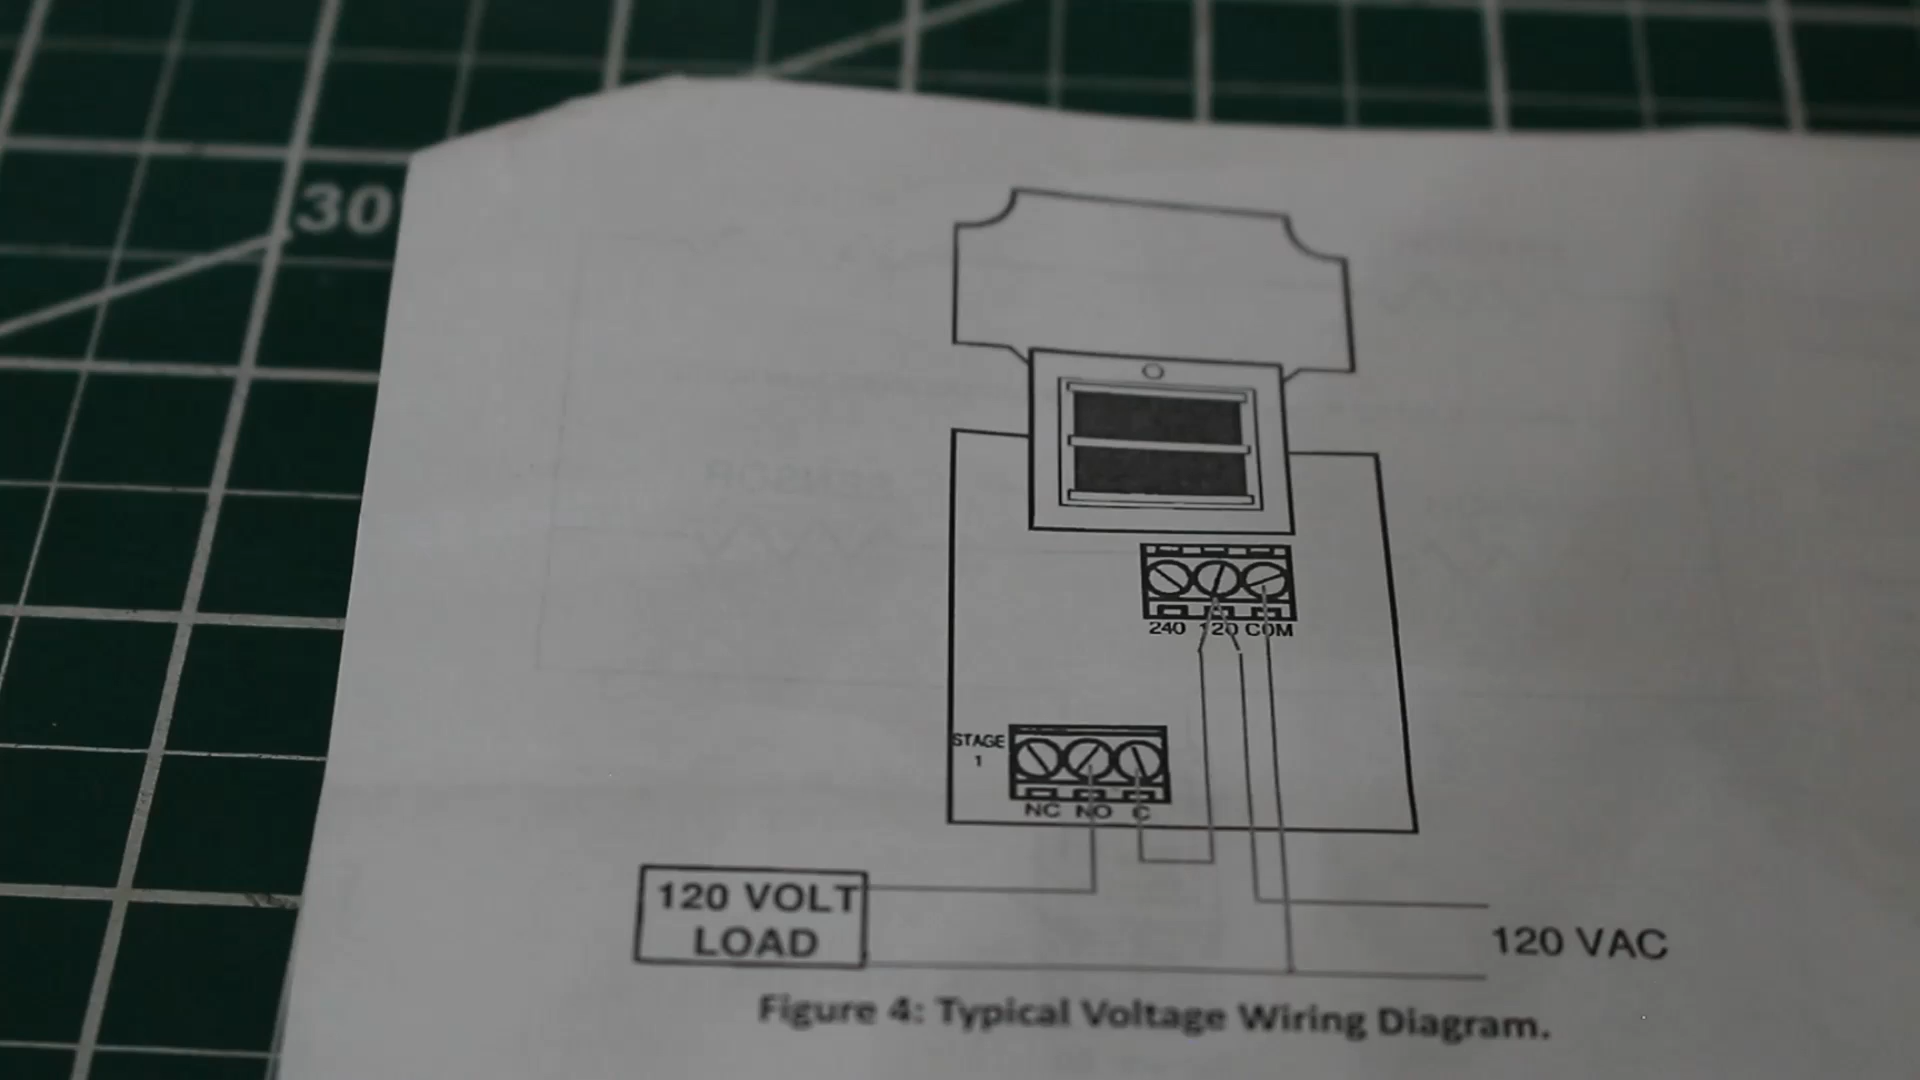 30
240 120 COM
STAGE
1
NC NO C
120 VOLT
LOAD
120 VAC
Figure 4: Typical Voltage Wiring Diagram.
SENSOR